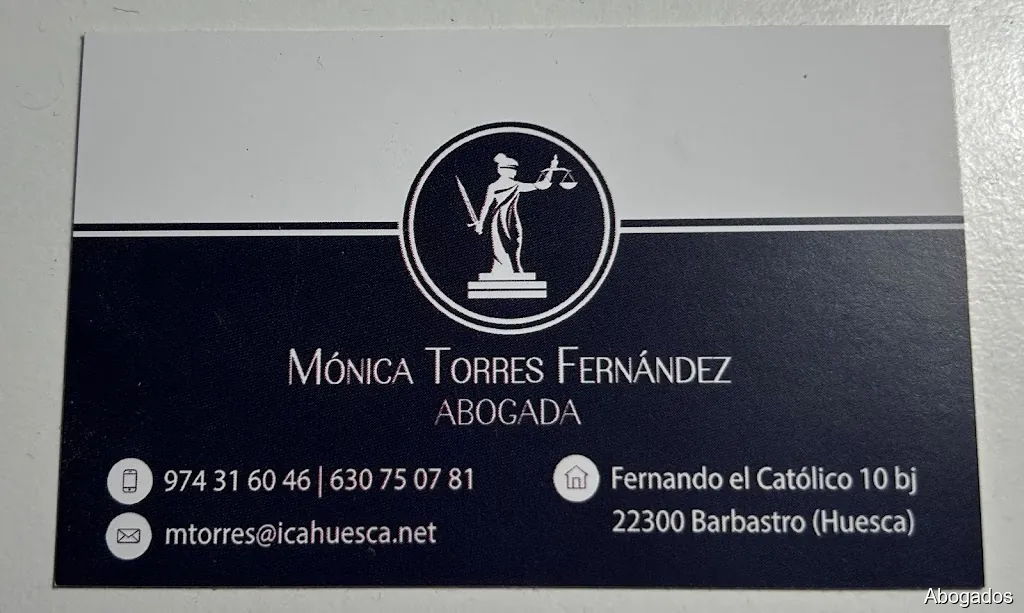 MÓNICA TORRES FERNÁNDEZ
ABOGADA
974 31 60 46 | 630 75 07 81
mtorres@icahuesca.net
Fernando el Católico 10 bj
22300 Barbastro (Huesca)
Abogados